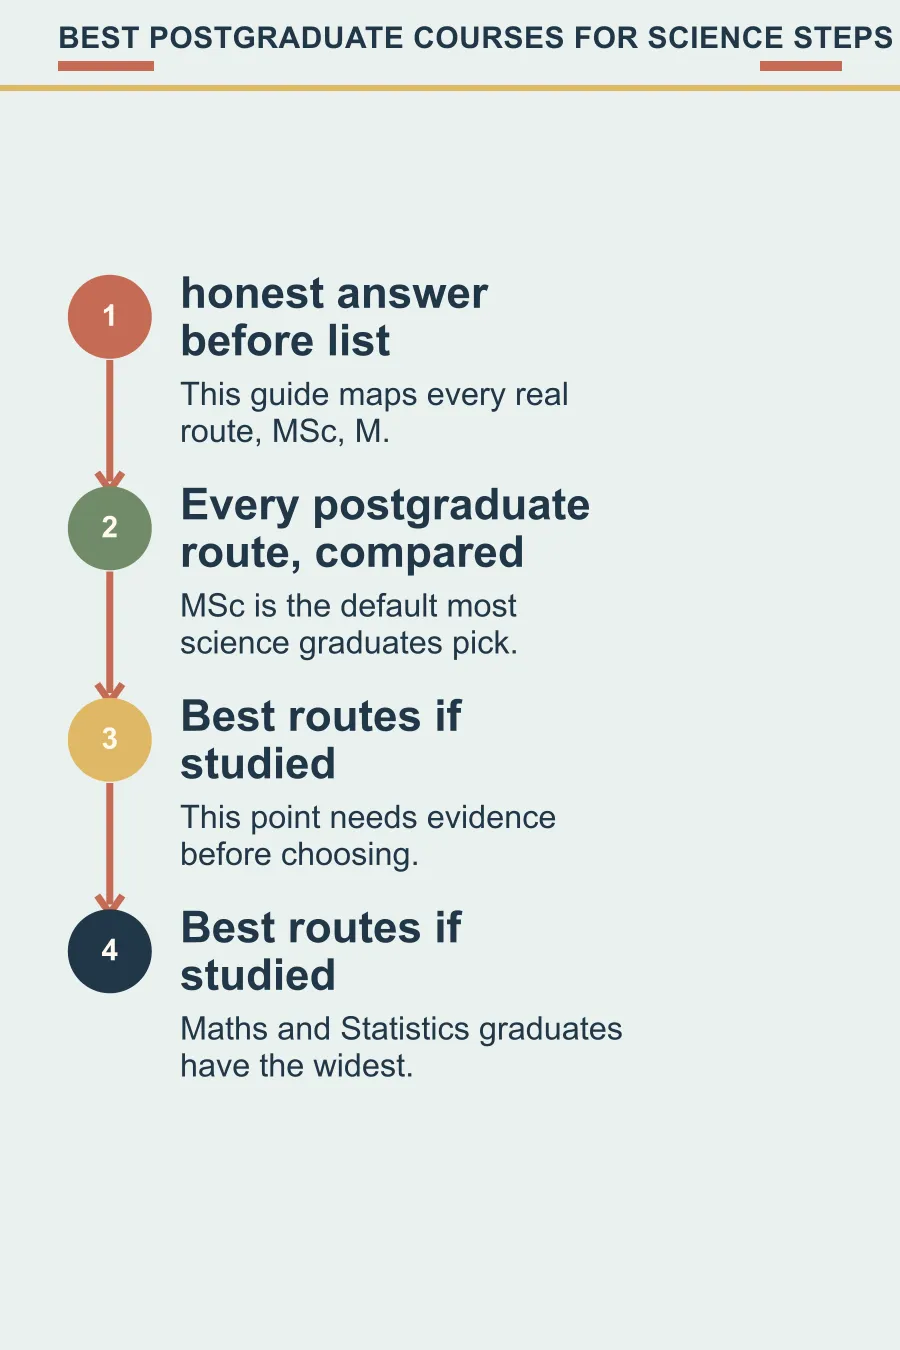 BEST POSTGRADUATE COURSES FOR SCIENCE STEPS
1
honest answer
before list
This guide maps every real
route, MSc, M.
2
Every postgraduate
route, compared
MSc is the default most
science graduates pick.
3
Best routes if
studied
This point needs evidence
before choosing.
4
Best routes if
studied
Maths and Statistics graduates
have the widest.